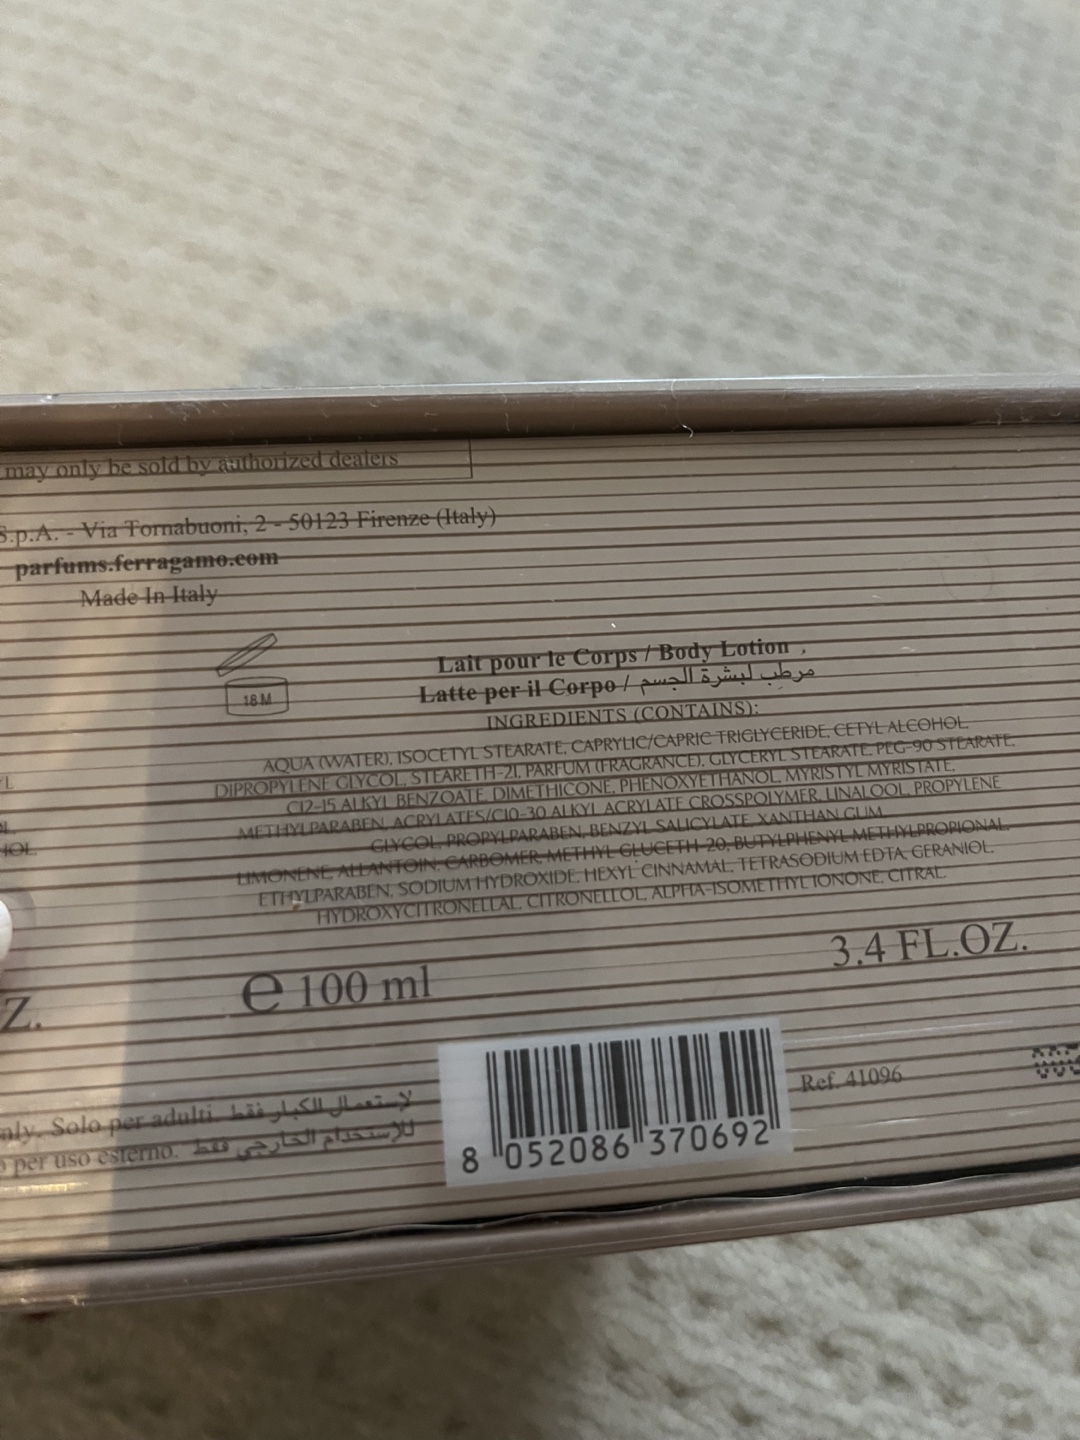 may only be sold by authorized dealers
S.p.A. - Via Tornabuoni, 2 - 50123 Firenze (Italy)
parfums.ferragamo.com
Made In Italy
18 M
Lait pour le Corps / Body Lotion
Latte per il Corpo / مرطب لبشرة الجسم
INGREDIENTS (CONTAINS):
AQUA (WATER), ISOCETYL STEARATE, CAPRYLIC/CAPRIC TRIGLYCERIDE, CETYL ALCOHOL,
DIPROPYLENE GLYCOL, STEARETH-21, PARFUM (FRAGRANCE), GLYCERYL STEARATE, PEG-90 STEARATE,
C12-15 ALKYL BENZOATE, DIMETHICONE, PHENOXYETHANOL, MYRISTYL MYRISTATE,
METHYLPARABEN, ACRYLATES/C10-30 ALKYL ACRYLATE CROSSPOLYMER, LINALOOL, PROPYLENE
GLYCOL, PROPYLPARABEN, BENZYL SALICYLATE, XANTHAN GUM,
LIMONENE, ALLANTOIN, CARBOMER, METHYL GLUCETH-20, BUTYLPHENYL METHYLPROPIONAL,
ETHYLPARABEN, SODIUM HYDROXIDE, HEXYL CINNAMAL, TETRASODIUM EDTA, GERANIOL,
HYDROXYCITRONELLAL, CITRONELLOL, ALPHA-ISOMETHYL IONONE, CITRAL.
e 100 ml
3.4 FL.OZ.
Z.
Ref. 41096
Solo per adulti. لإستعمال الكبار فقط
per uso esterno. للإستخدام الخارجي فقط
8 052086 370692